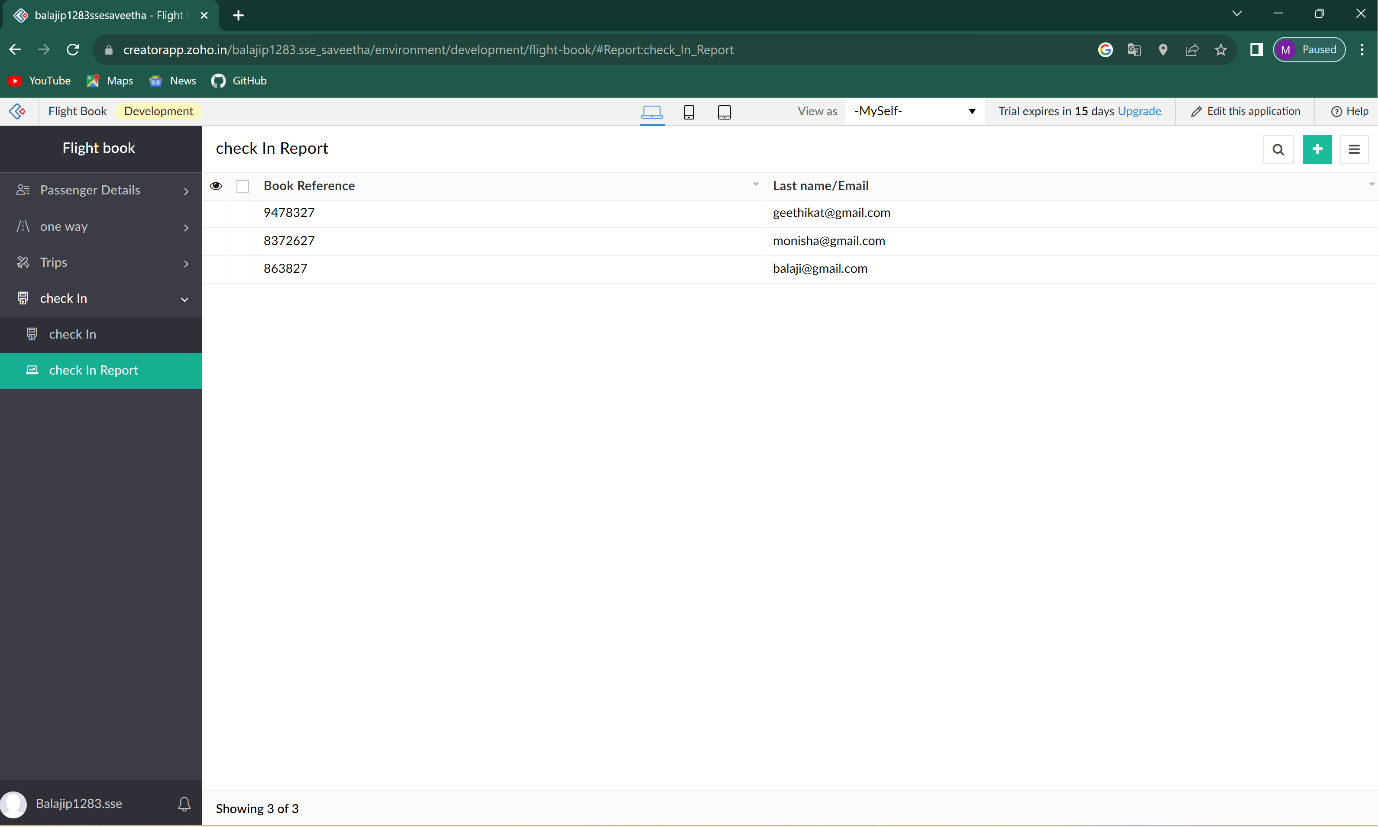 balajip1283ssesaveetha - Flight
creatorapp.zoho.in/balajip1283.sse_saveetha/environment/development/flight-book/#Report:check_In_Report
M Paused
YouTube Maps News GitHub
Flight Book Development View as -MySelf- Trial expires in 15 days Upgrade Edit this application Help
Flight book
Passenger Details
one way
Trips
check In
check In
check In Report
Balajip1283.sse
check In Report
Book Reference Last name/Email
9478327 geethikat@gmail.com
8372627 monisha@gmail.com
863827 balaji@gmail.com
Showing 3 of 3